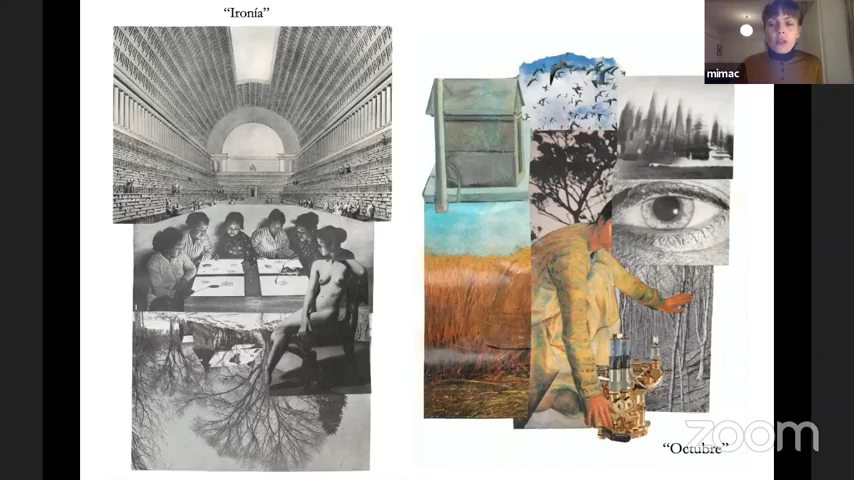 “Ironía”
mimac
“Octubre”
zoom